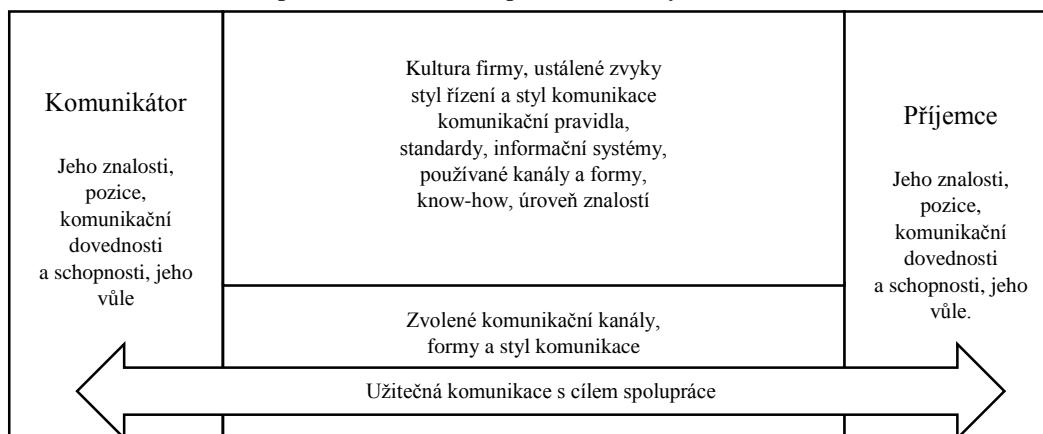 Komunikátor
Jeho znalosti,
pozice,
komunikační
dovednosti
a schopnosti, jeho
vůle
Kultura firmy, ustálené zvyky
styl řízení a styl komunikace
komunikační pravidla,
standardy, informační systémy,
používané kanály a formy,
know-how, úroveň znalostí
Zvolené komunikační kanály,
formy a styl komunikace
Příjemce
Jeho znalosti,
pozice,
komunikační
dovednosti
a schopnosti, jeho
vůle.
Užitečná komunikace s cílem spolupráce